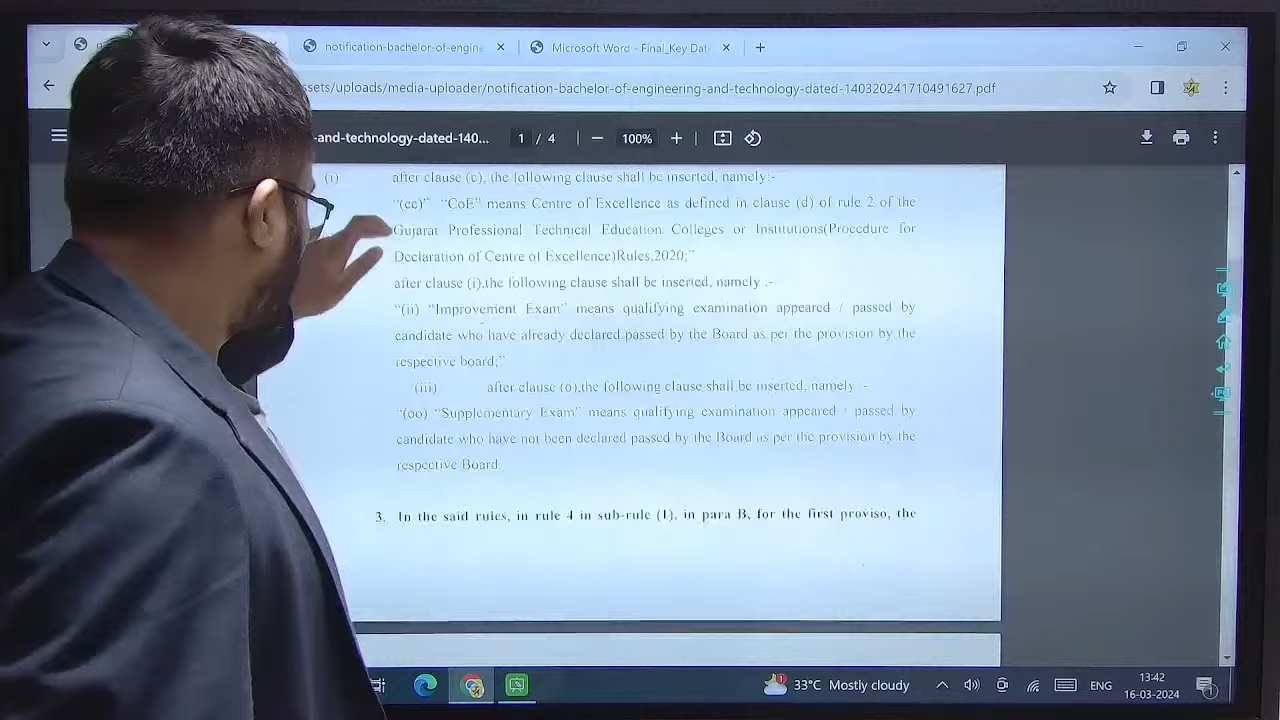 notification-bachelor-of-engine
Microsoft Word - Final_Key Dat
ssets/uploads/media-uploader/notification-bachelor-of-engineering-and-technology-dated-140320241710491627.pdf
-and-technology-dated-140...
1 / 4
100%
(i) after clause (c), the following clause shall be inserted, namely:-
“(cc)” “CoE” means Centre of Excellence as defined in clause (d) of rule 2 of the
Gujarat Professional Technical Education Colleges or Institutions(Procedure for
Declaration of Centre of Excellence)Rules,2020;”
after clause (i),the following clause shall be inserted, namely :-
“(ii) “Improvement Exam” means qualifying examination appeared / passed by
candidate who have already declared passed by the Board as per the provision by the
respective board;”
(iii) after clause (o),the following clause shall be inserted, namely :-
“(oo) “Supplementary Exam” means qualifying examination appeared / passed by
candidate who have not been declared passed by the Board as per the provision by the
respective Board.
3. In the said rules, in rule 4 in sub-rule (1), in para B, for the first proviso, the
33°C Mostly cloudy
ENG
13:42
16-03-2024